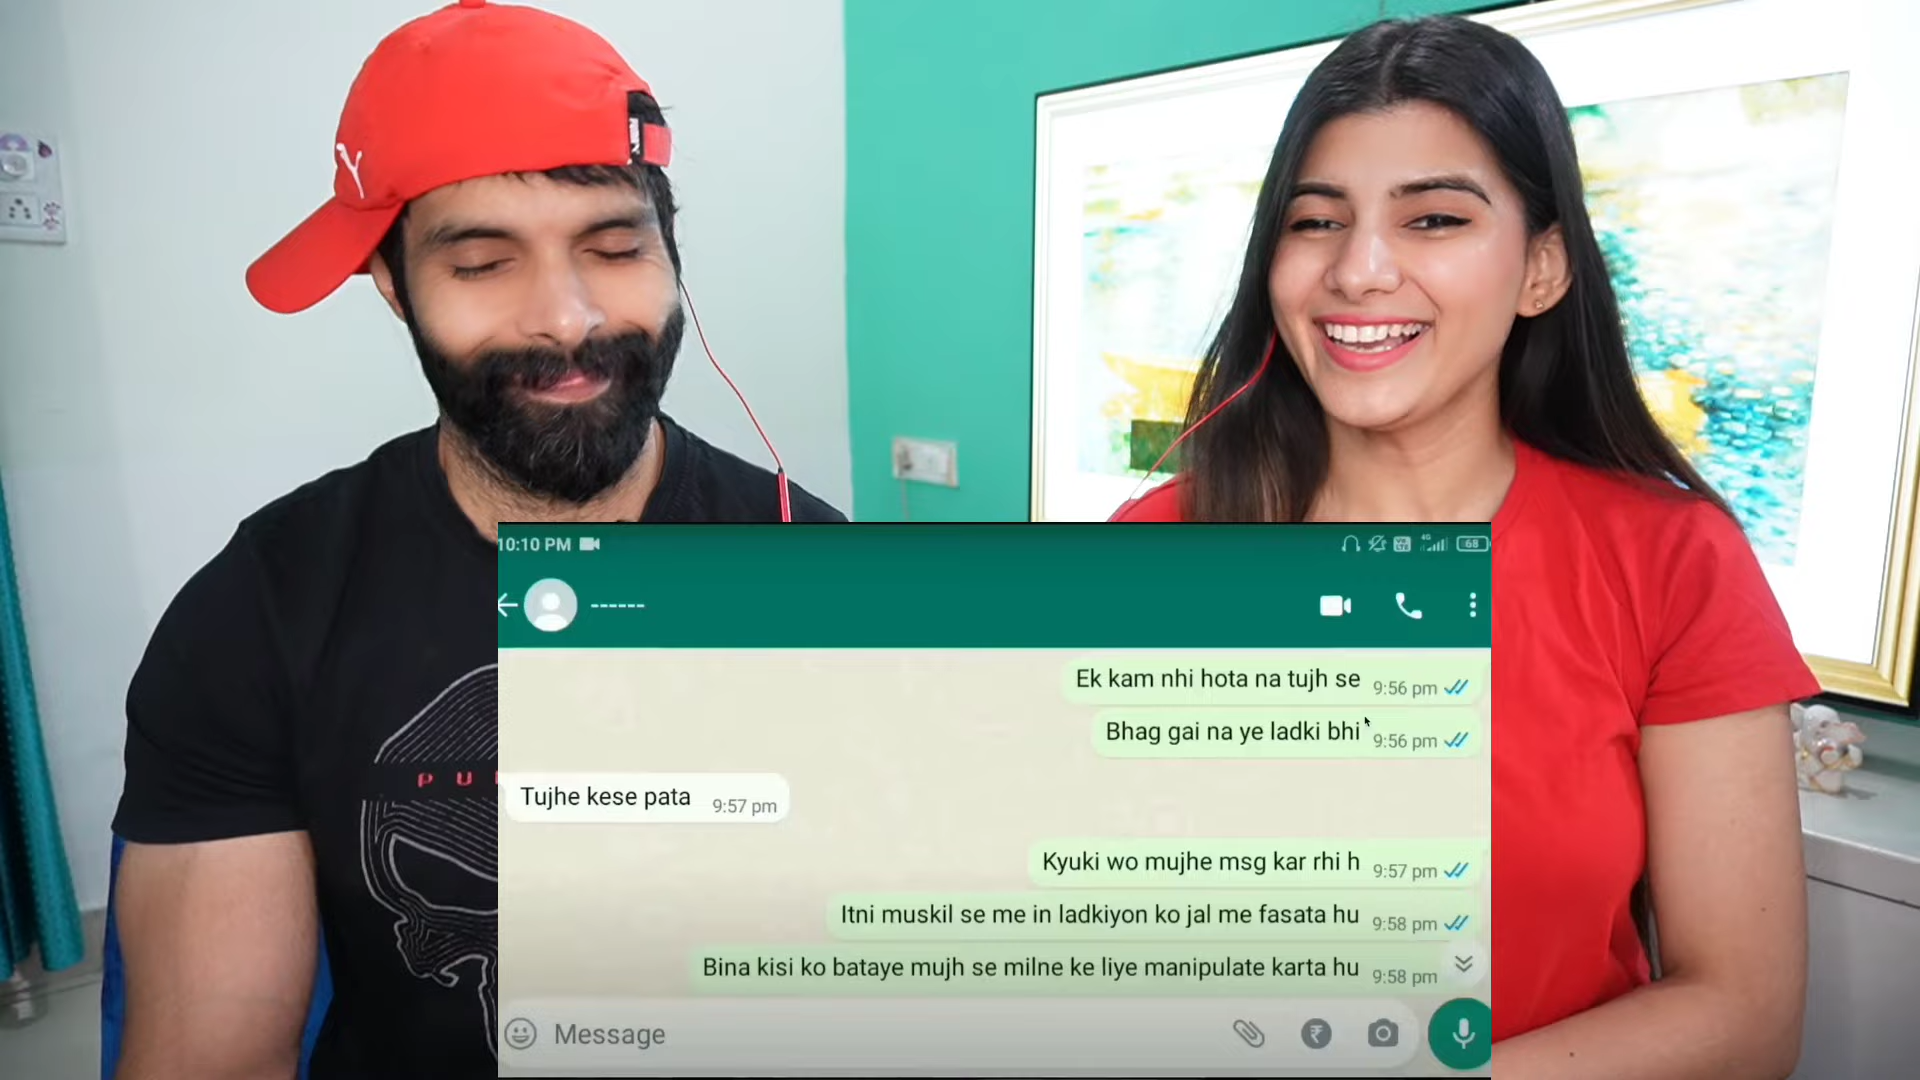 10:10 PM
4G
68
------
Ek kam nhi hota na tujh se 9:56 pm
Bhag gai na ye ladki bhi 9:56 pm
Tujhe kese pata 9:57 pm
Kyuki wo mujhe msg kar rhi h 9:57 pm
Itni muskil se me in ladkiyon ko jal me fasata hu 9:58 pm
Bina kisi ko bataye mujh se milne ke liye manipulate karta hu 9:58 pm
Message
P U